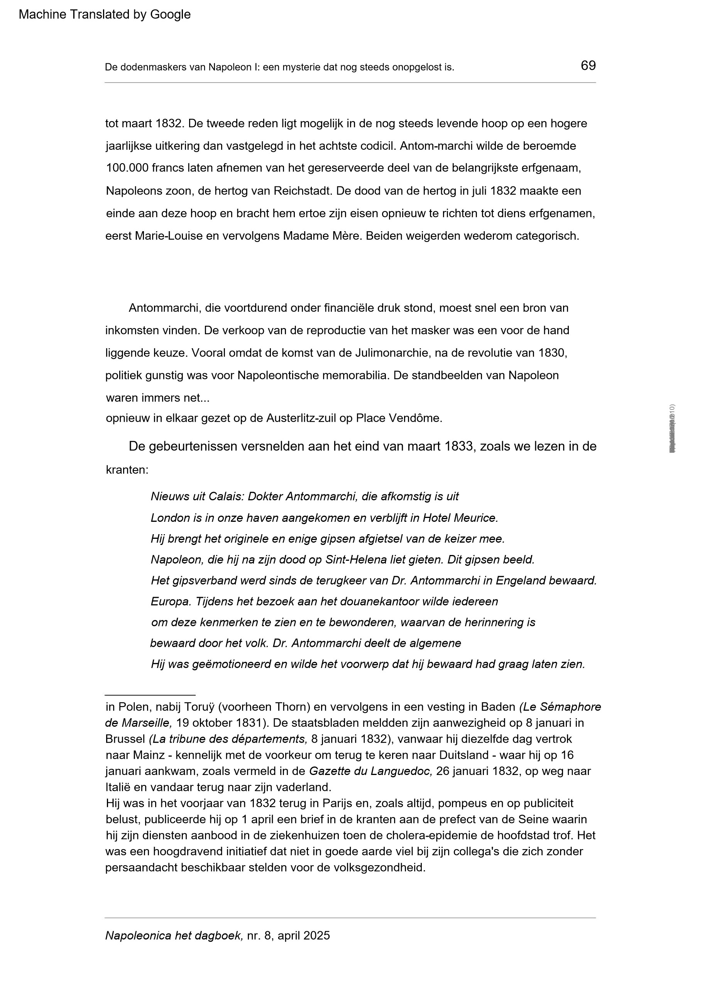 Machine Translated by Google
De dodenmaskers van Napoleon I: een mysterie dat nog steeds onopgelost is.
69
tot maart 1832. De tweede reden ligt mogelijk in de nog steeds levende hoop op een hogere
jaarlijkse uitkering dan vastgelegd in het achtste codicil. Antom-marchi wilde de beroemde
100.000 francs laten afnemen van het gereserveerde deel van de belangrijkste erfgenaam,
Napoleons zoon, de hertog van Reichstadt. De dood van de hertog in juli 1832 maakte een
einde aan deze hoop en bracht hem ertoe zijn eisen opnieuw te richten tot diens erfgenamen,
eerst Marie-Louise en vervolgens Madame Mère. Beiden weigerden wederom categorisch.
Antommarchi, die voortdurend onder financiële druk stond, moest snel een bron van
inkomsten vinden. De verkoop van de reproductie van het masker was een voor de hand
liggende keuze. Vooral omdat de komst van de Julimonarchie, na de revolutie van 1830,
politiek gunstig was voor Napoleontische memorabilia. De standbeelden van Napoleon
waren immers net...
opnieuw in elkaar gezet op de Austerlitz-zuil op Place Vendôme.
De gebeurtenissen versnelden aan het eind van maart 1833, zoals we lezen in de
kranten:
Nieuws uit Calais: Dokter Antommarchi, die afkomstig is uit
London is in onze haven aangekomen en verblijft in Hotel Meurice.
Hij brengt het originele en enige gipsen afgietsel van de keizer mee.
Napoleon, die hij na zijn dood op Sint-Helena liet gieten. Dit gipsen beeld.
Het gipsverband werd sinds de terugkeer van Dr. Antommarchi in Engeland bewaard.
Europa. Tijdens het bezoek aan het douanekantoor wilde iedereen
om deze kenmerken te zien en te bewonderen, waarvan de herinnering is
bewaard door het volk. Dr. Antommarchi deelt de algemene
Hij was geëmotioneerd en wilde het voorwerp dat hij bewaard had graag laten zien.
in Polen, nabij Toruÿ (voorheen Thorn) en vervolgens in een vesting in Baden (Le Sémaphore
de Marseille, 19 oktober 1831). De staatsbladen meldden zijn aanwezigheid op 8 januari in
Brussel (La tribune des départements, 8 januari 1832), vanwaar hij diezelfde dag vertrok
naar Mainz - kennelijk met de voorkeur om terug te keren naar Duitsland - waar hij op 16
januari aankwam, zoals vermeld in de Gazette du Languedoc, 26 januari 1832, op weg naar
Italië en vandaar terug naar zijn vaderland.
Hij was in het voorjaar van 1832 terug in Parijs en, zoals altijd, pompeus en op publiciteit
belust, publiceerde hij op 1 april een brief in de kranten aan de prefect van de Seine waarin
hij zijn diensten aanbood in de ziekenhuizen toen de cholera-epidemie de hoofdstad trof. Het
was een hoogdravend initiatief dat niet in goede aarde viel bij zijn collega's die zich zonder
persaandacht beschikbaar stelden voor de volksgezondheid.
Napoleonica het dagboek, nr. 8, april 2025